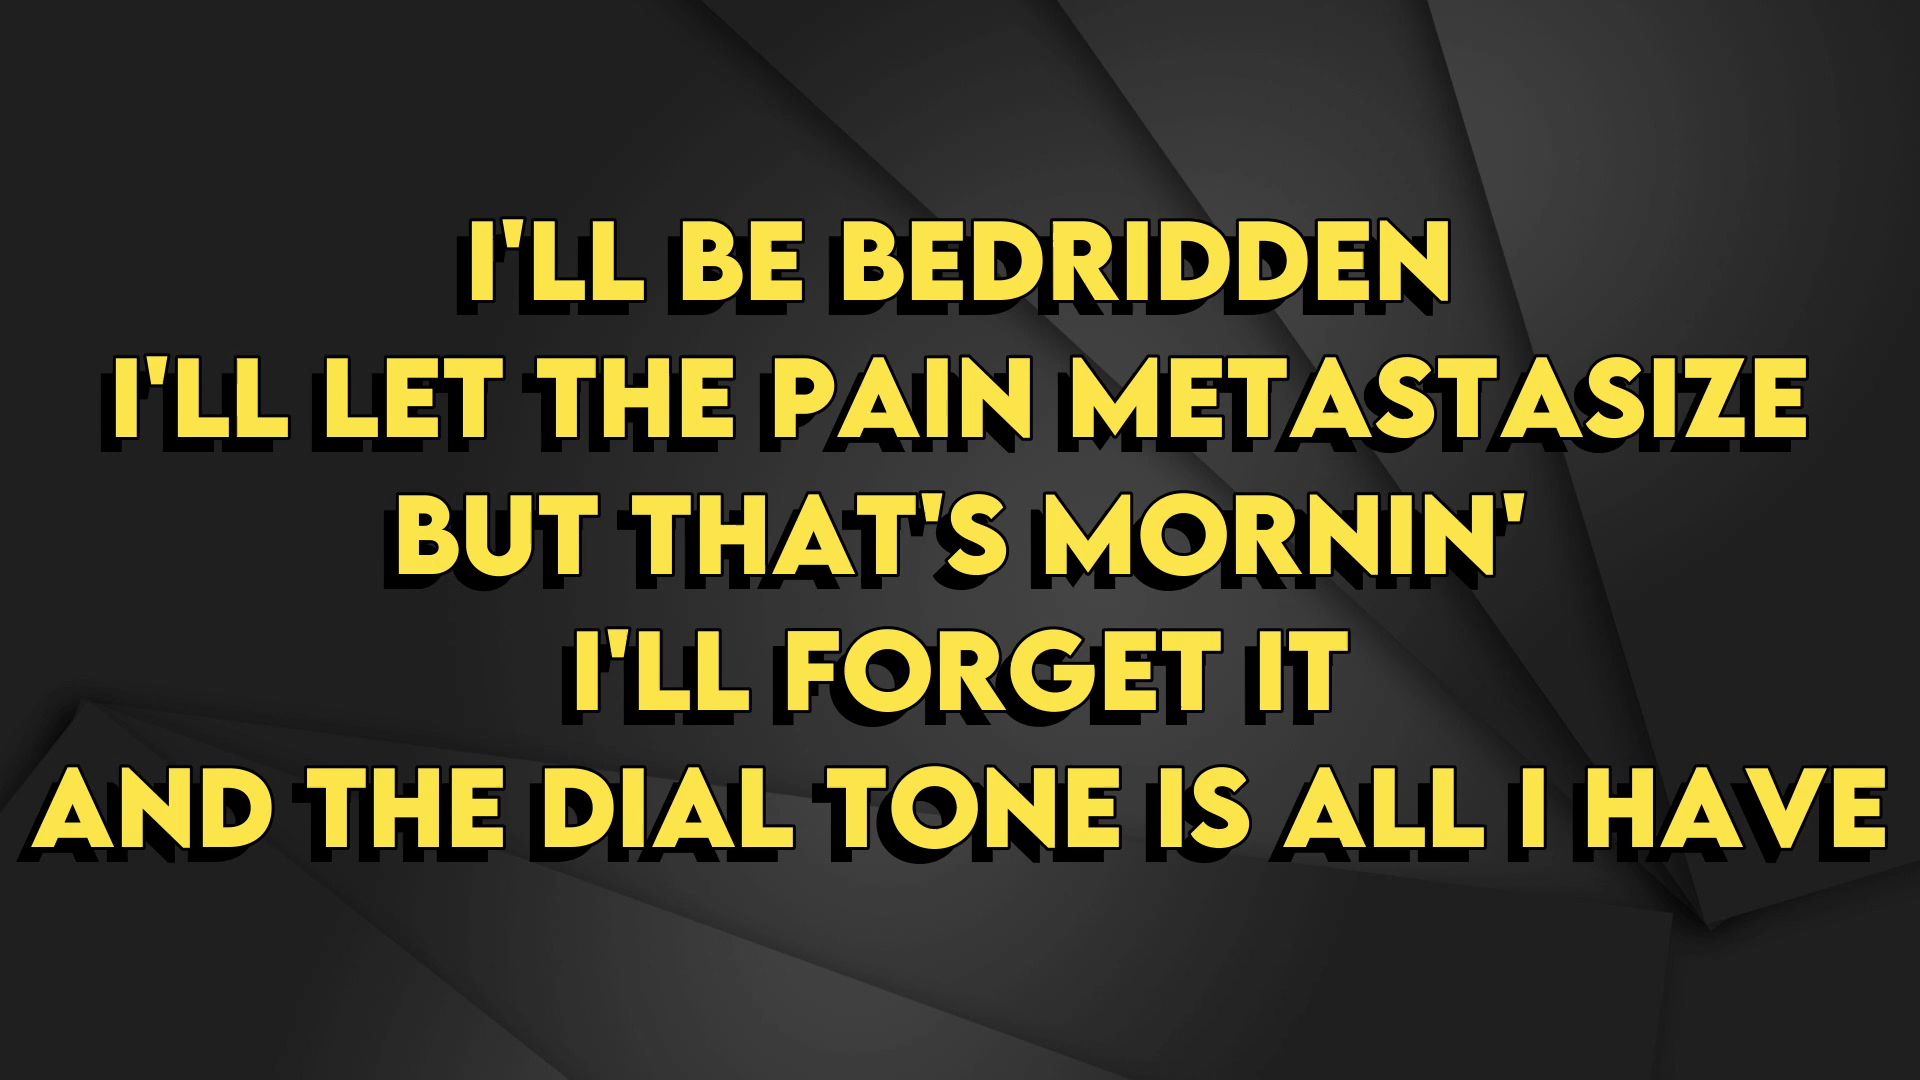 I'LL BE BEDRIDDEN
I'LL LET THE PAIN METASTASIZE
BUT THAT'S MORNIN'
I'LL FORGET IT
AND THE DIAL TONE IS ALL I HAVE